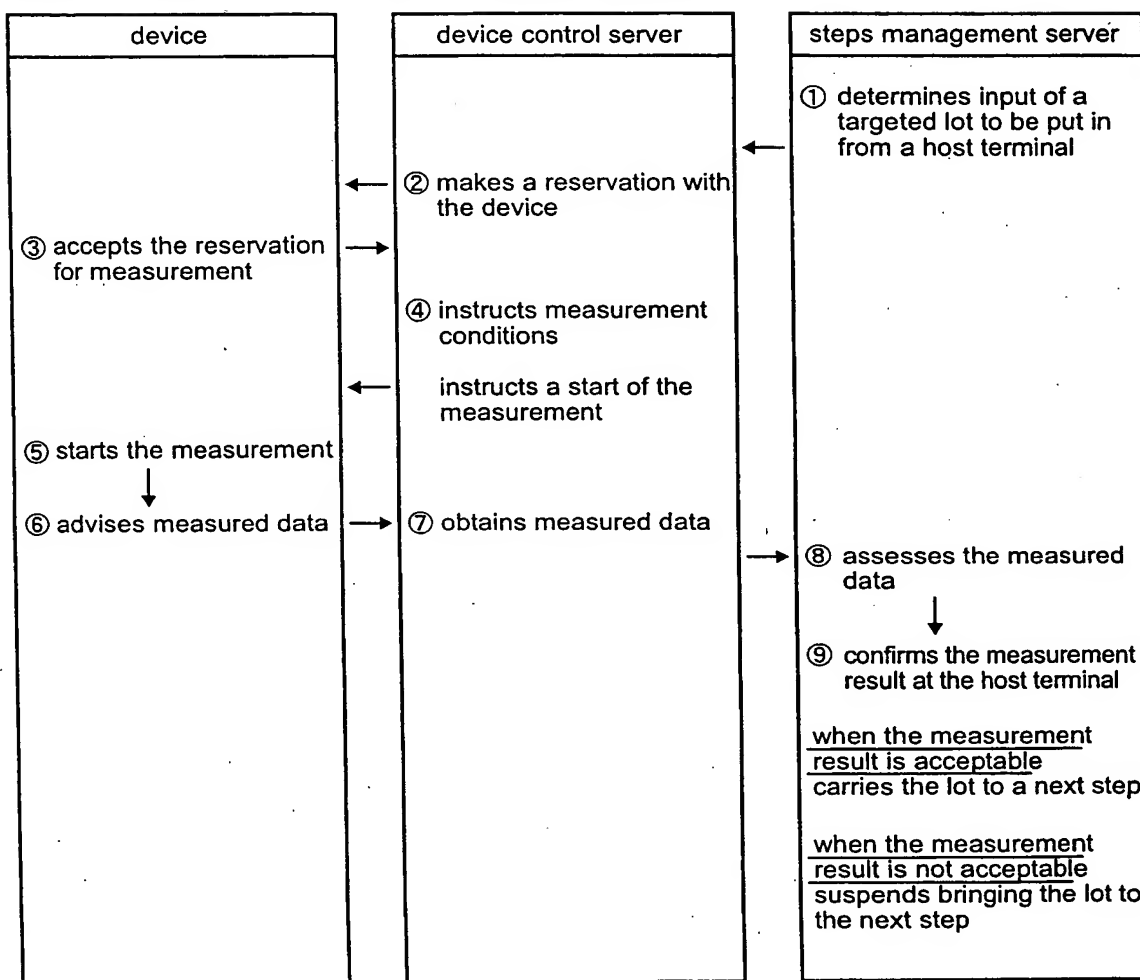 device
device control server
steps management server
① determines input of a
targeted lot to be put in
from a host terminal
② makes a reservation with
the device
③ accepts the reservation
for measurement
④ instructs measurement
conditions
instructs a start of the
measurement
⑤ starts the measurement
⑥ advises measured data
⑦ obtains measured data
⑧ assesses the measured
data
⑨ confirms the measurement
result at the host terminal
when the measurement
result is acceptable
carries the lot to a next step
when the measurement
result is not acceptable
suspends bringing the lot to
the next step